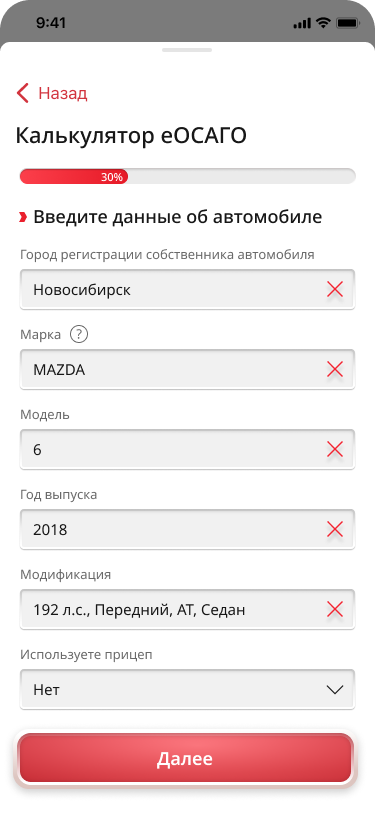 9:41
Назад
Калькулятор еОСАГО
30%
Введите данные об автомобиле
Город регистрации собственника автомобиля
Новосибирск
Марка ?
MAZDA
Модель
6
Год выпуска
2018
Модификация
192 л.с., Передний, АТ, Седан
Используете прицеп
Нет
Далее